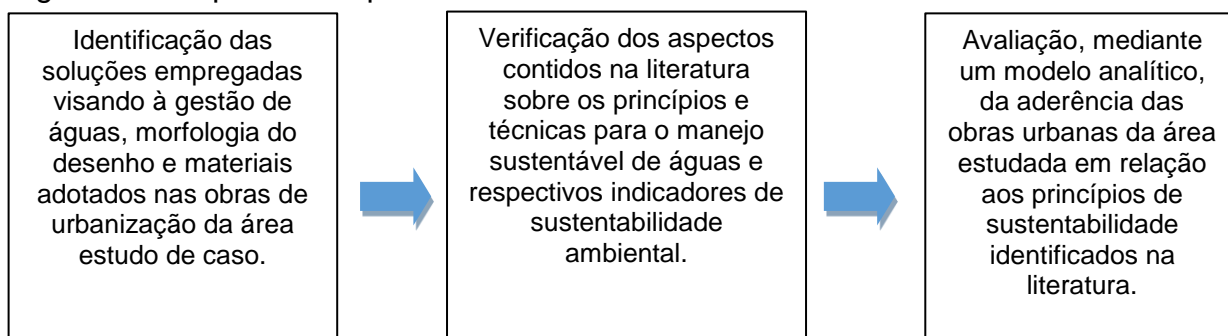 Identificação das
soluções empregadas
visando à gestão de
águas, morfologia do
desenho e materiais
adotados nas obras de
urbanização da área
estudo de caso.
Verificação dos aspectos
contidos na literatura
sobre os princípios e
técnicas para o manejo
sustentável de águas e
respectivos indicadores de
sustentabilidade
ambiental.
Avaliação, mediante
um modelo analítico,
da aderência das
obras urbanas da área
estudada em relação
aos princípios de
sustentabilidade
identificados na
literatura.